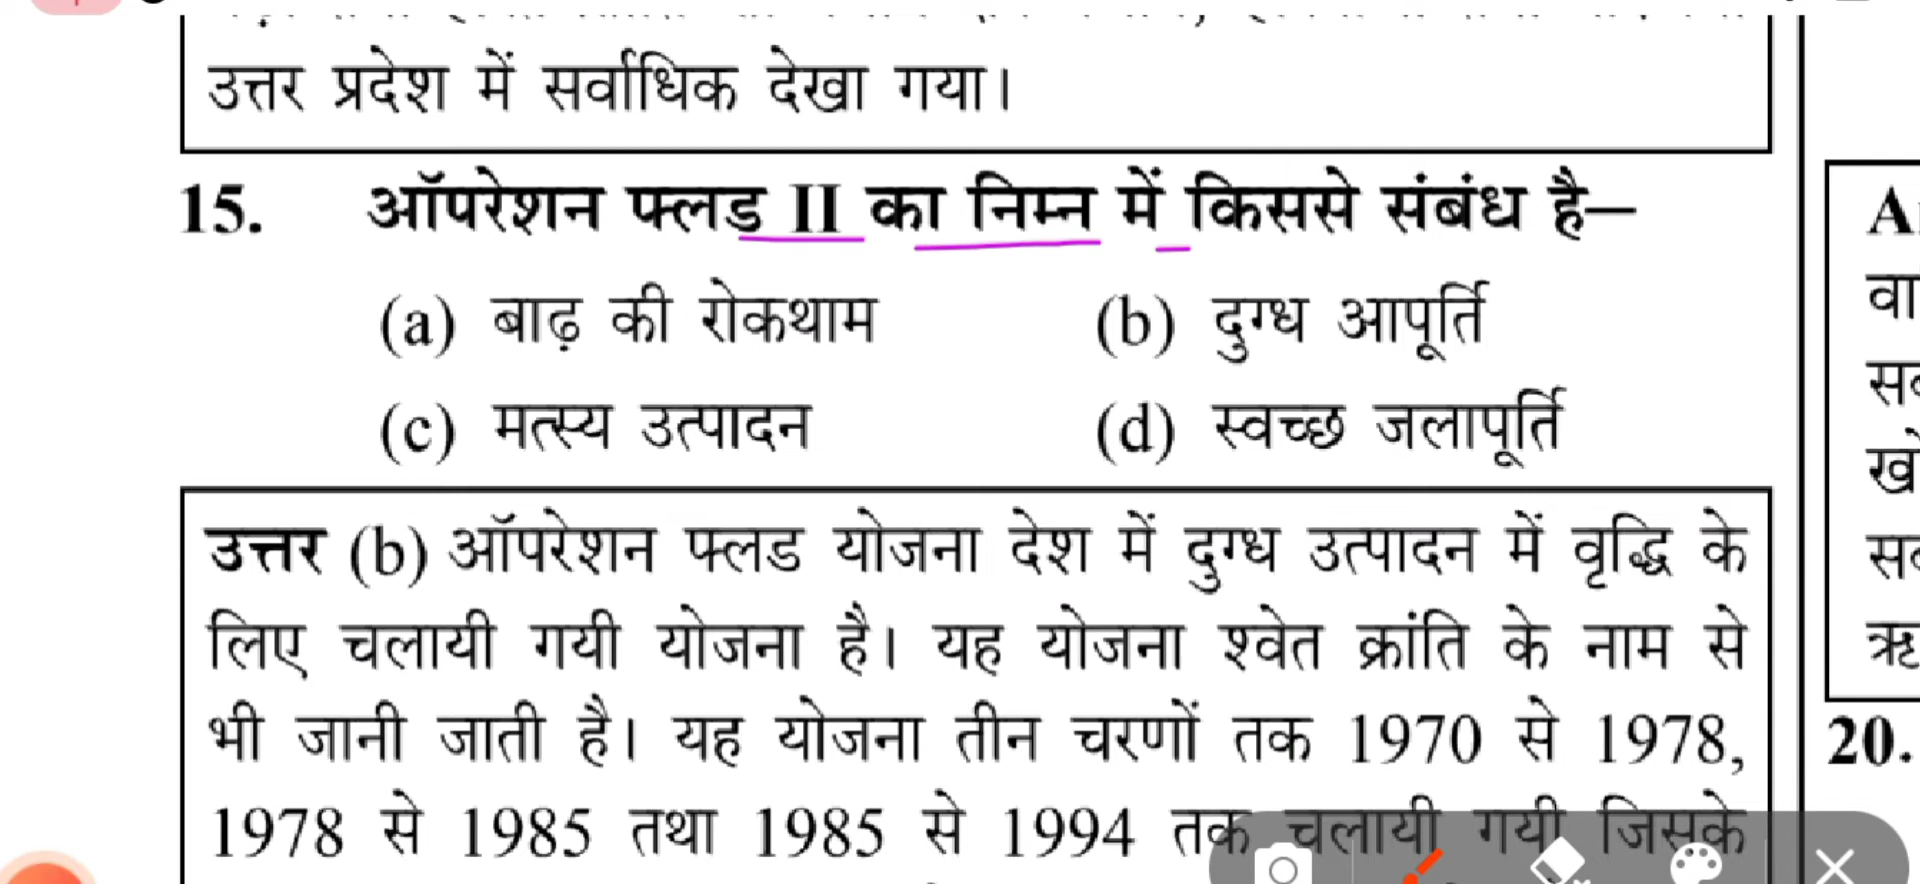 उत्तर प्रदेश में सर्वाधिक देखा गया।
15. ऑपरेशन फ्लड II का निम्न में किससे संबंध है—
(a) बाढ़ की रोकथाम (b) दुग्ध आपूर्ति
(c) मत्स्य उत्पादन (d) स्वच्छ जलापूर्ति
उत्तर (b) ऑपरेशन फ्लड योजना देश में दुग्ध उत्पादन में वृद्धि के
लिए चलायी गयी योजना है। यह योजना श्वेत क्रांति के नाम से
भी जानी जाती है। यह योजना तीन चरणों तक 1970 से 1978,
1978 से 1985 तथा 1985 से 1994 तक चलायी गयी जिसके
20.